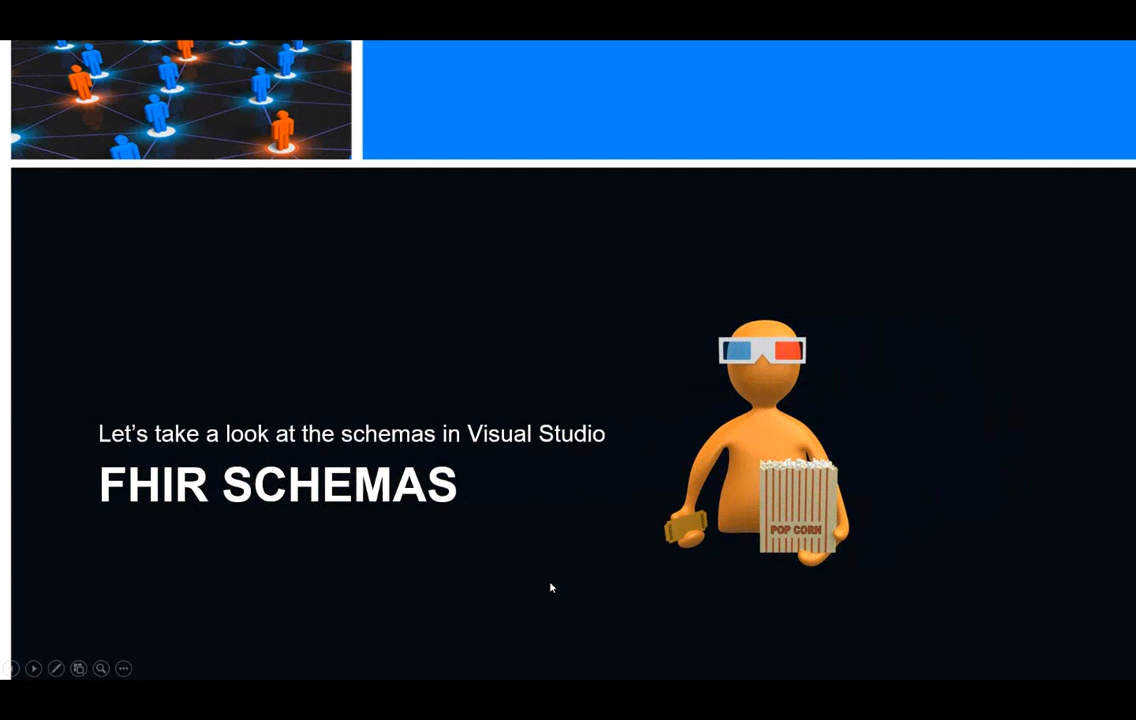 Let’s take a look at the schemas in Visual Studio
FHIR SCHEMAS
POP CORN